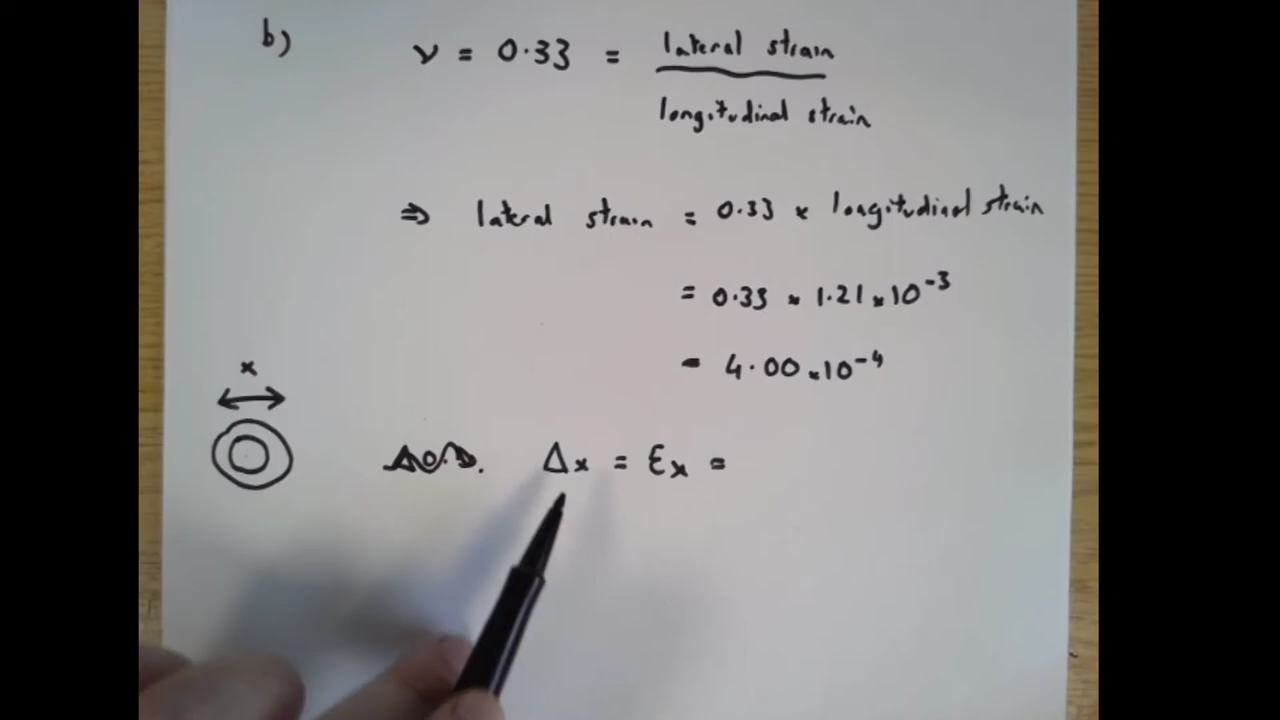 b) ν = 0.33 = lateral strain
longitudinal strain
⇒ lateral strain = 0.33 × longitudinal strain
= 0.33 × 1.21 × 10⁻³
= 4.00 × 10⁻⁴
x
Δx = εx =